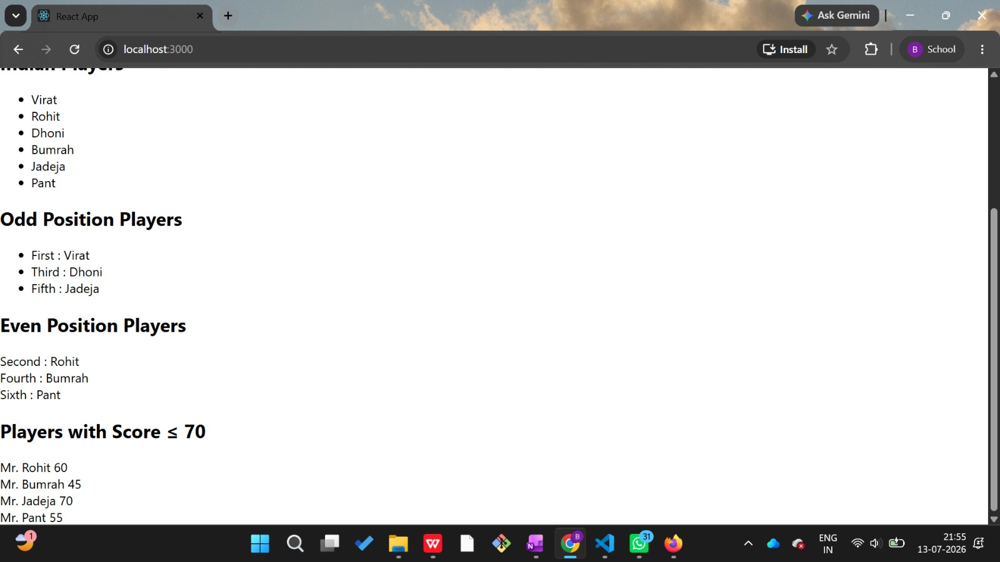 React App
Ask Gemini
localhost:3000
Install
B
School
Indian Players
Virat
Rohit
Dhoni
Bumrah
Jadeja
Pant
Odd Position Players
First : Virat
Third : Dhoni
Fifth : Jadeja
Even Position Players
Second : Rohit
Fourth : Bumrah
Sixth : Pant
Players with Score ≤ 70
Mr. Rohit 60
Mr. Bumrah 45
Mr. Jadeja 70
Mr. Pant 55
1
W
N
B
31
ENG
IN
21:55
13-07-2026